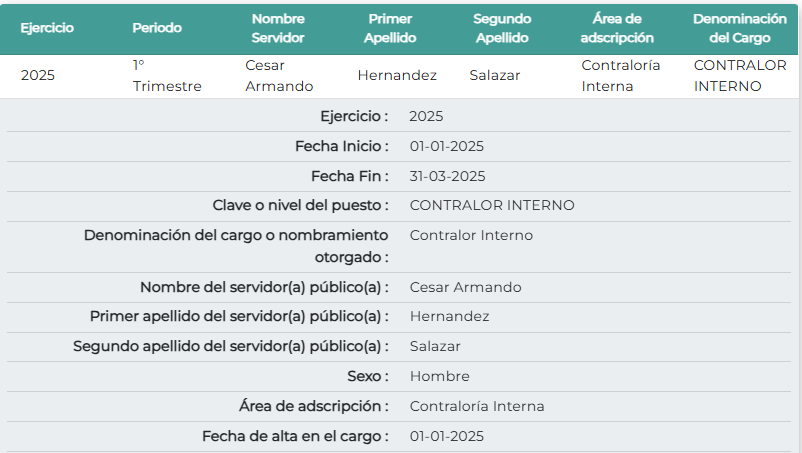 Ejercicio Periodo Nombre Servidor Primer Apellido Segundo Apellido Área de adscripción Denominación del Cargo
2025 1° Trimestre Cesar Armando Hernandez Salazar Contraloría Interna CONTRALOR INTERNO
Ejercicio : 2025
Fecha Inicio : 01-01-2025
Fecha Fin : 31-03-2025
Clave o nivel del puesto : CONTRALOR INTERNO
Denominación del cargo o nombramiento otorgado : Contralor Interno
Nombre del servidor(a) público(a) : Cesar Armando
Primer apellido del servidor(a) público(a) : Hernandez
Segundo apellido del servidor(a) público(a) : Salazar
Sexo : Hombre
Área de adscripción : Contraloría Interna
Fecha de alta en el cargo : 01-01-2025